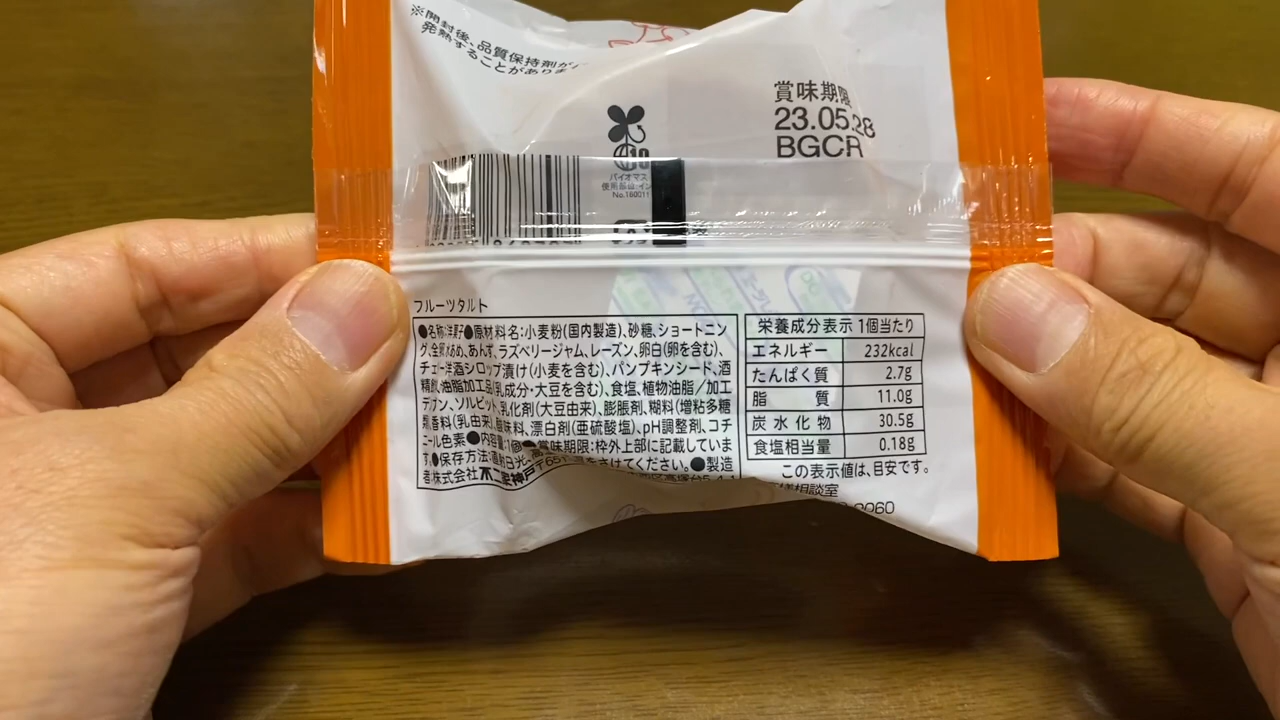 ※開封後、品質保持剤が
発熱することがあります
賞味期限
23.05.28
BGCR
バイオマス
No.160011
フルーツタルト
●名称:洋菓子●原材料名:小麦粉(国内製造)、砂糖、ショートニン
グ、あんず、ラズベリージャム、レーズン、卵白(卵を含む)、
洋酒シロップ漬け(小麦を含む)、パンプキンシード、酒
油脂加工品(乳成分・大豆を含む)、食塩、植物油脂/加工
デンプン、ソルビット、乳化剤(大豆由来)、膨脹剤、糊料(増粘多糖
類)、香料(乳由来)、酸味料、漂白剤(亜硫酸塩)、pH調整剤、コチ
ニール色素●内容量:1個●賞味期限:枠外上部に記載していま
す。●保存方法:直射日光 をさけてください。●製造
者:株式会社不二家神戸〒651
栄養成分表示 1個当たり
エネルギー 232kcal
たんぱく質 2.7g
脂質 11.0g
炭水化物 30.5g
食塩相当量 0.18g
この表示値は、目安です。
相談室